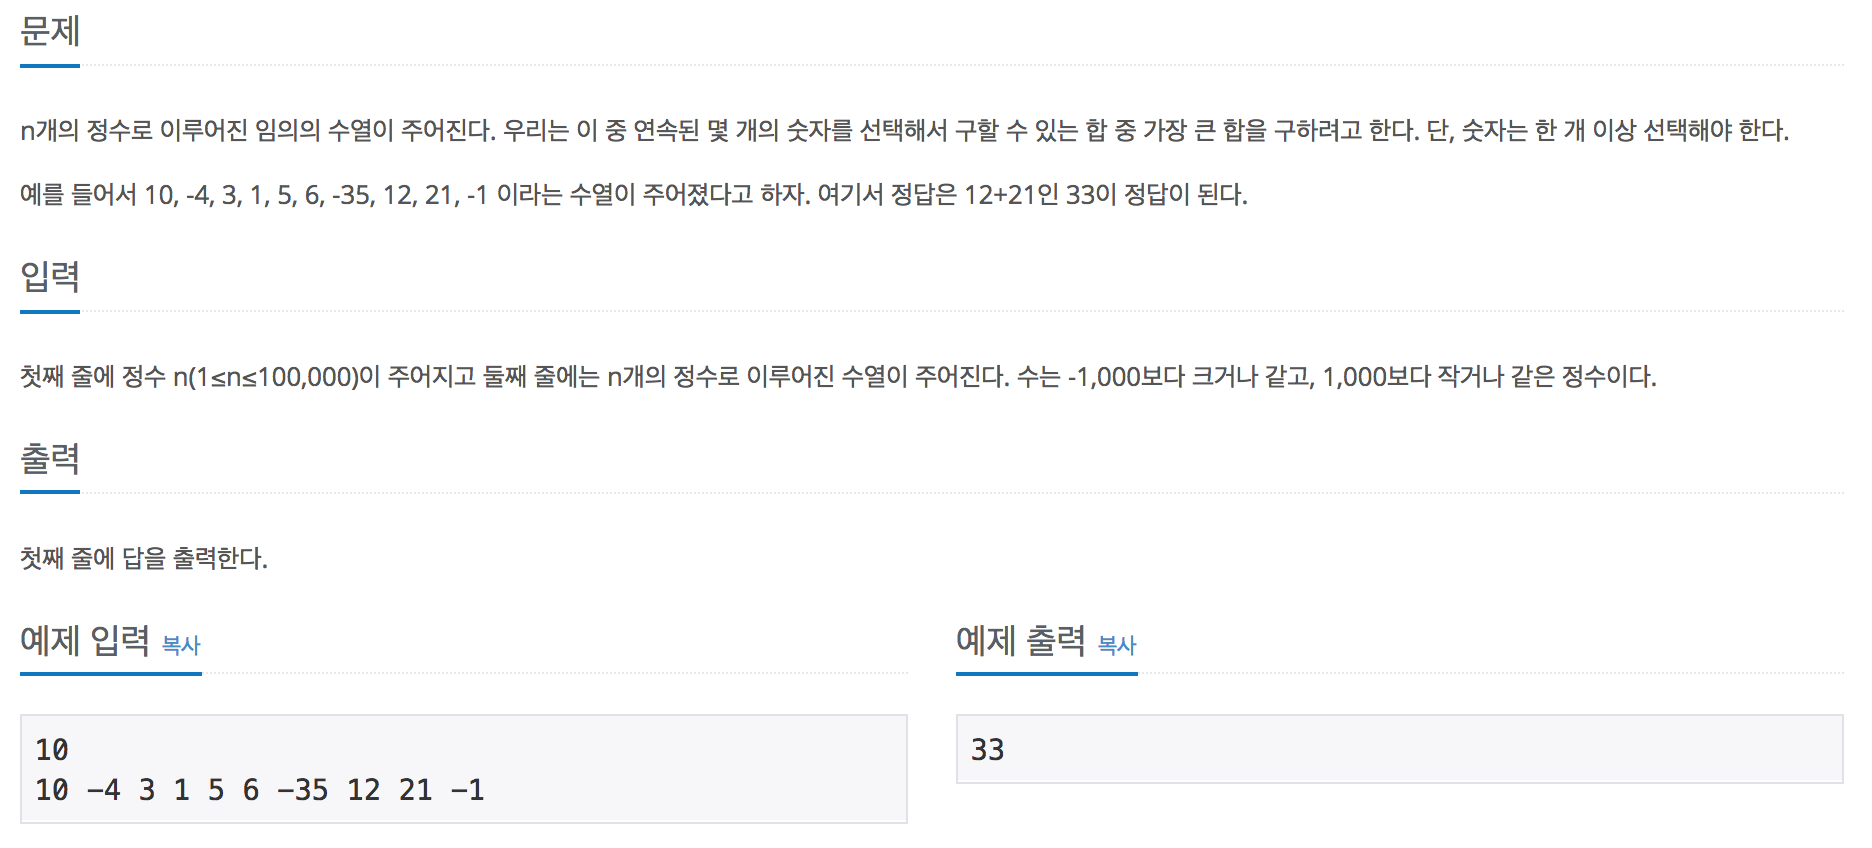 문제
n개의 정수로 이루어진 임의의 수열이 주어진다. 우리는 이 중 연속된 몇 개의 숫자를 선택해서 구할 수 있는 합 중 가장 큰 합을 구하려고 한다. 단, 숫자는 한 개 이상 선택해야 한다.
예를 들어서 10, -4, 3, 1, 5, 6, -35, 12, 21, -1 이라는 수열이 주어졌다고 하자. 여기서 정답은 12+21인 33이 정답이 된다.
입력
첫째 줄에 정수 n(1≤n≤100,000)이 주어지고 둘째 줄에는 n개의 정수로 이루어진 수열이 주어진다. 수는 -1,000보다 크거나 같고, 1,000보다 작거나 같은 정수이다.
출력
첫째 줄에 답을 출력한다.
예제 입력 복사
10
10 -4 3 1 5 6 -35 12 21 -1
예제 출력 복사
33